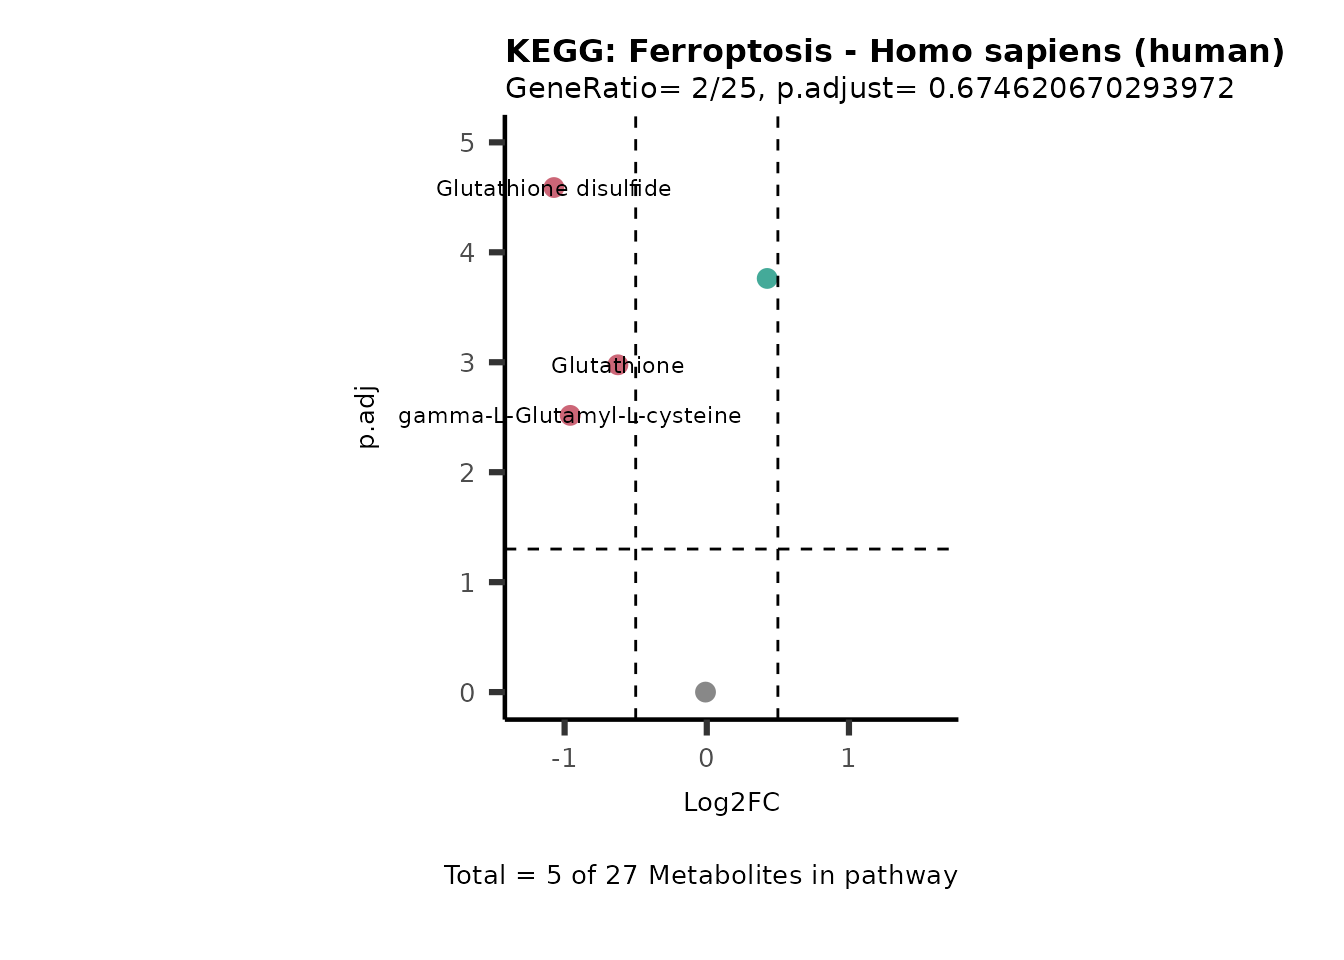 KEGG: Ferroptosis - Homo sapiens (human)
GeneRatio= 2/25, p.adjust= 0.674620670293972
5
Glutathione disulfide
4
3
Glutathione
p.adj
gamma-L-Glutamyl-L-cysteine
2
1
0
-1 0 1
Log2FC
Total = 5 of 27 Metabolites in pathway